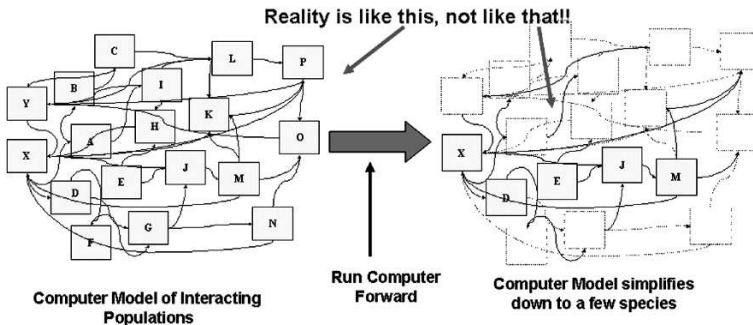 Reality is like this, not like that!!
C
L
P
B
I
Y
K
H
A
O
X
J
E
M
D
G
N
F
X
J
E
M
D
Run Computer
Forward
Computer Model of Interacting
Populations
Computer Model simplifies
down to a few species